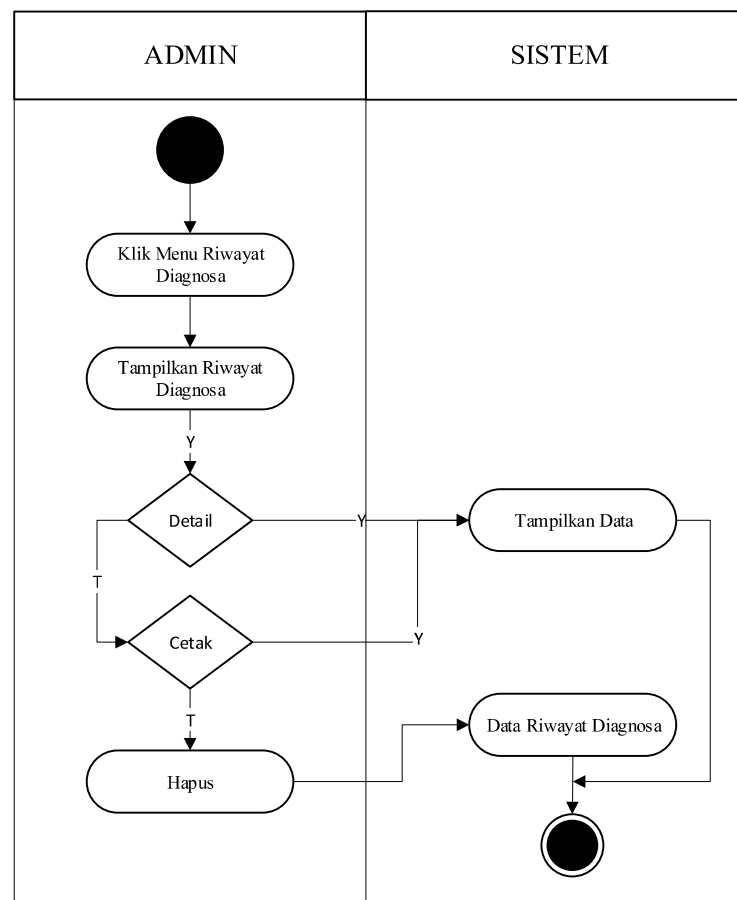 ADMIN
SISTEM
Klik Menu Riwayat
Diagnosa
Tampilkan Riwayat
Diagnosa
Y
Detail
Y
Tampilkan Data
T
Cetak
Y
T
Data Riwayat Diagnosa
Hapus